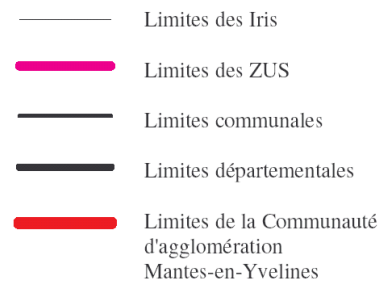 Limites des Iris
Limites des ZUS
Limites communales
Limites départementales
Limites de la Communauté
d'agglomération
Mantes-en-Yvelines